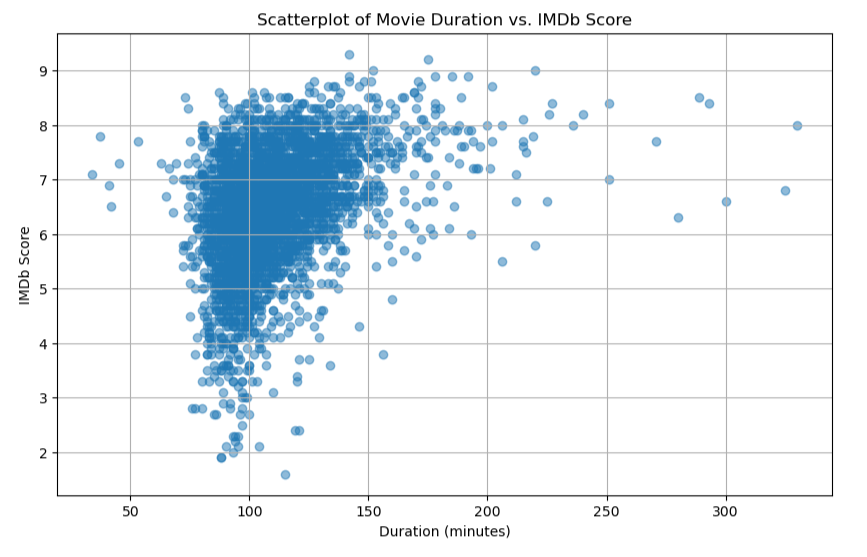 Scatterplot of Movie Duration vs. IMDb Score
IMDb Score
9
8
7
6
5
4
3
2
50 100 150 200 250 300
Duration (minutes)